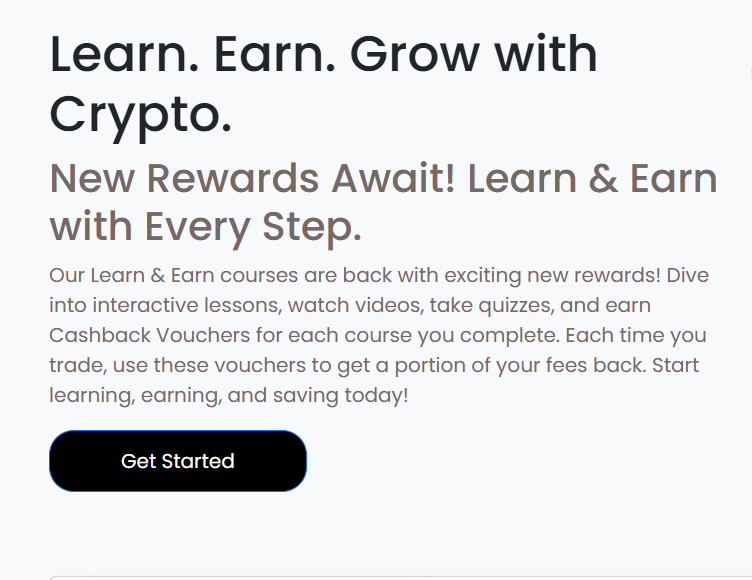 Learn. Earn. Grow with
Crypto.
New Rewards Await! Learn & Earn
with Every Step.
Our Learn & Earn courses are back with exciting new rewards! Dive
into interactive lessons, watch videos, take quizzes, and earn
Cashback Vouchers for each course you complete. Each time you
trade, use these vouchers to get a portion of your fees back. Start
learning, earning, and saving today!
Get Started